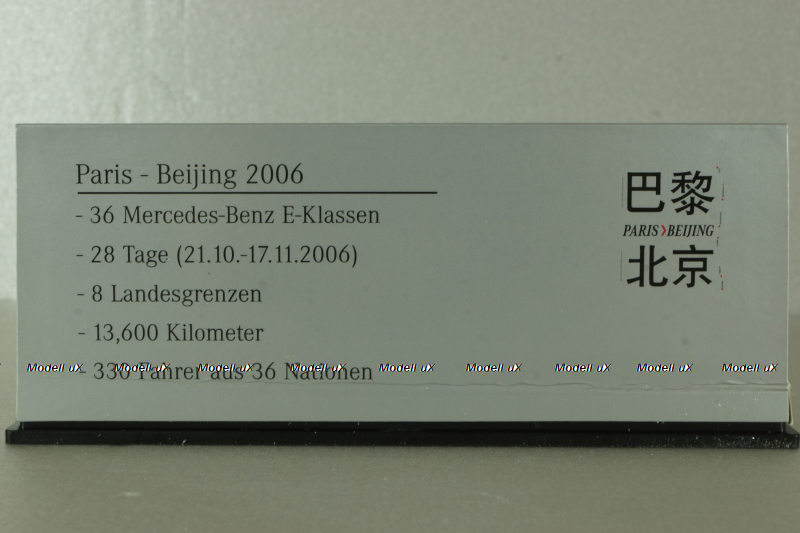 Paris - Beijing 2006
- 36 Mercedes-Benz E-Klassen
- 28 Tage (21.10.-17.11.2006)
- 8 Landesgrenzen
- 13,600 Kilometer
- 330 Fahrer aus 36 Nationen
巴黎
PARIS>BEIJING
北京
Modell uX Modell uX Modell uX Modell uX Modell uX Modell uX Modell uX Modell uX Modell uX